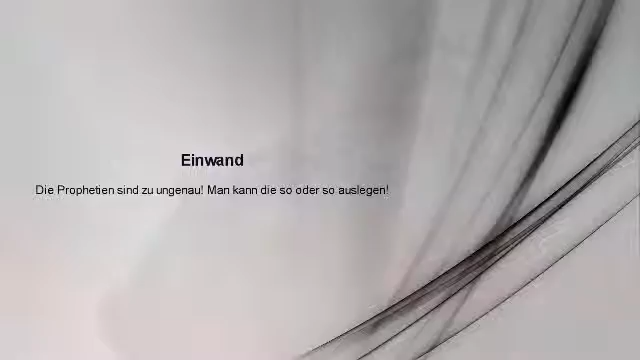 Einwand
Die Prophetien sind zu ungenau! Man kann die so oder so auslegen!